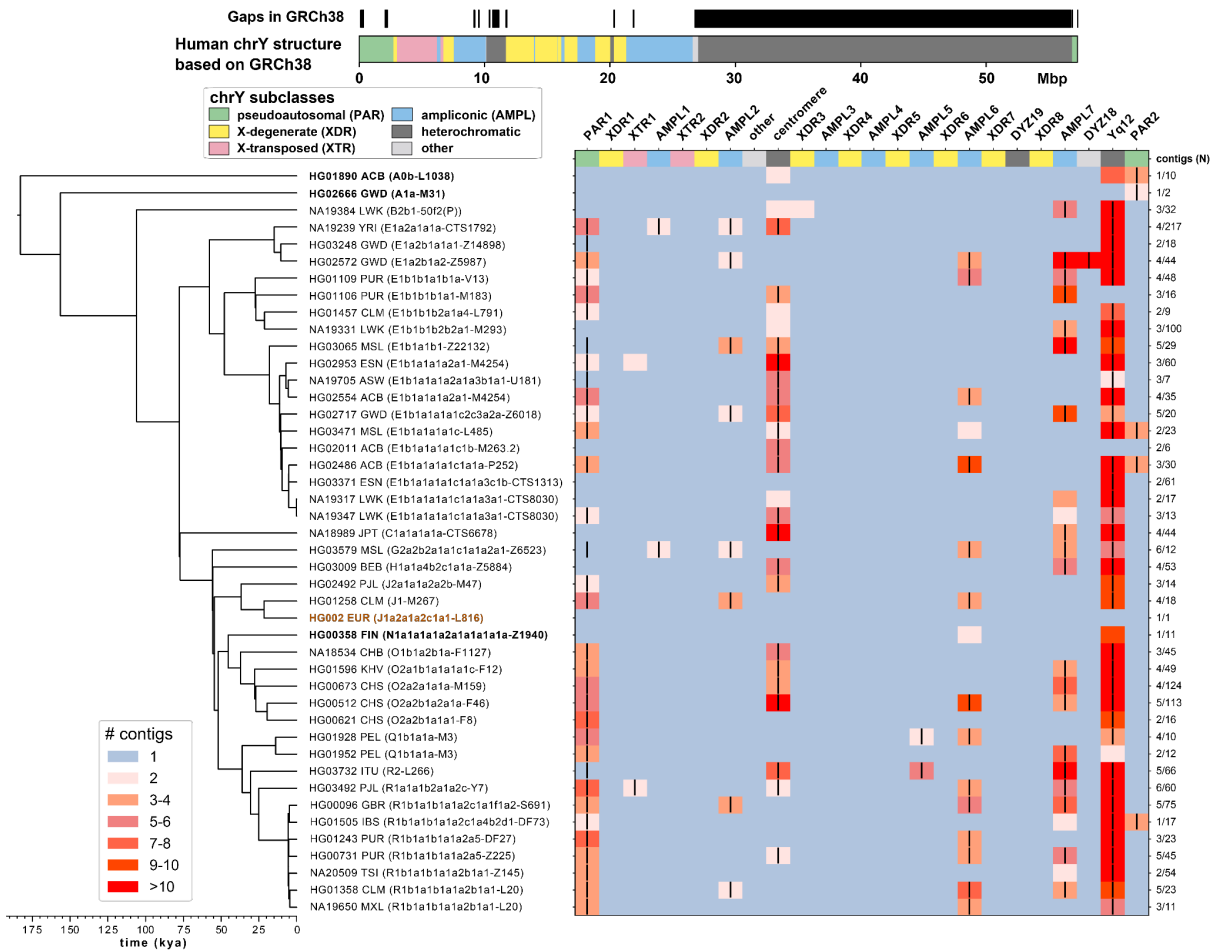 Gaps in GRCh38
Human chrY structure
based on GRCh38
0 10 20 30 40 50 Mbp
chrY subclasses
pseudoautosomal (PAR) ampliconic (AMPL)
X-degenerate (XDR) heterochromatic
X-transposed (XTR) other
PAR1 XDR1 XTR1 AMPL1 XTR2 XDR2 AMPL2 other centromere XDR3 AMPL3 XDR4 AMPL4 XDR5 AMPL5 XDR6 AMPL6 XDR7 DYZ19 XDR8 AMPL7 DYZ18 Yq12 PAR2
contigs (N)
HG01890 ACB (A0b-L1038) 1/10
HG02666 GWD (A1a-M31) 1/2
NA19384 LWK (B2b1-50f2(P)) 3/32
NA19239 YRI (E1a2a1a1a-CTS1792) 4/217
HG03248 GWD (E1a2b1a1a1-Z14898) 2/18
HG02572 GWD (E1a2b1a2-Z5987) 4/44
HG01109 PUR (E1b1b1a1b1a-V13) 4/48
HG01106 PUR (E1b1b1b1a1-M183) 3/16
HG01457 CLM (E1b1b1b2a1a4-L791) 2/9
NA19331 LWK (E1b1b1b2b2a1-M293) 3/100
HG03065 MSL (E1b1a1b1-Z22132) 5/29
HG02953 ESN (E1b1a1a1a2a1-M4254) 3/60
NA19705 ASW (E1b1a1a1a2a1a3b1a1-U181) 3/7
HG02554 ACB (E1b1a1a1a2a1-M4254) 4/35
HG02717 GWD (E1b1a1a1a1c2c3a2a-Z6018) 5/20
HG03471 MSL (E1b1a1a1a1c-L485) 2/23
HG02011 ACB (E1b1a1a1a1c1b-M263.2) 2/6
HG02486 ACB (E1b1a1a1a1c1a1a-P252) 3/30
HG03371 ESN (E1b1a1a1a1c1a1a3c1b-CTS1313) 2/61
NA19317 LWK (E1b1a1a1a1c1a1a3a1-CTS8030) 2/17
NA19347 LWK (E1b1a1a1a1c1a1a3a1-CTS8030) 3/13
NA18989 JPT (C1a1a1a1a-CTS6678) 4/44
HG03579 MSL (G2a2b2a1a1c1a1a2a1-Z6523) 6/12
HG03009 BEB (H1a1a4b2c1a1a-Z5884) 4/53
HG02492 PJL (J2a1a1a2a2b-M47) 3/14
HG01258 CLM (J1-M267) 4/18
HG002 EUR (J1a2a1a2c1a1-L816) 1/1
HG00358 FIN (N1a1a1a1a2a1a1a1a1a-Z1940) 1/11
NA18534 CHB (O1b1a2b1a-F1127) 3/45
HG01596 KHV (O2a1b1a1a1a1c-F12) 4/49
HG00673 CHS (O2a2a1a1a-M159) 4/124
HG00512 CHS (O2a2b1a2a1a-F46) 5/113
HG00621 CHS (O2a2b1a1a1-F8) 2/16
HG01928 PEL (Q1b1a1a-M3) 4/10
HG01952 PEL (Q1b1a1a-M3) 2/12
HG03732 ITU (R2-L266) 5/66
HG03492 PJL (R1a1a1b2a1a2c-Y7) 6/60
HG00096 GBR (R1b1a1b1a1a2c1a1f1a2-S691) 5/75
HG01505 IBS (R1b1a1b1a1a2c1a4b2d1-DF73) 1/17
HG01243 PUR (R1b1a1b1a1a2a5-DF27) 3/23
HG00731 PUR (R1b1a1b1a1a2a5-Z225) 5/45
NA20509 TSI (R1b1a1b1a1a2b1a1-Z145) 2/54
HG01358 CLM (R1b1a1b1a1a2b1a1-L20) 5/23
NA19650 MXL (R1b1a1b1a1a2b1a1-L20) 3/11
# contigs
1
2
3-4
5-6
7-8
9-10
>10
175 150 125 100 75 50 25 0
time (kya)